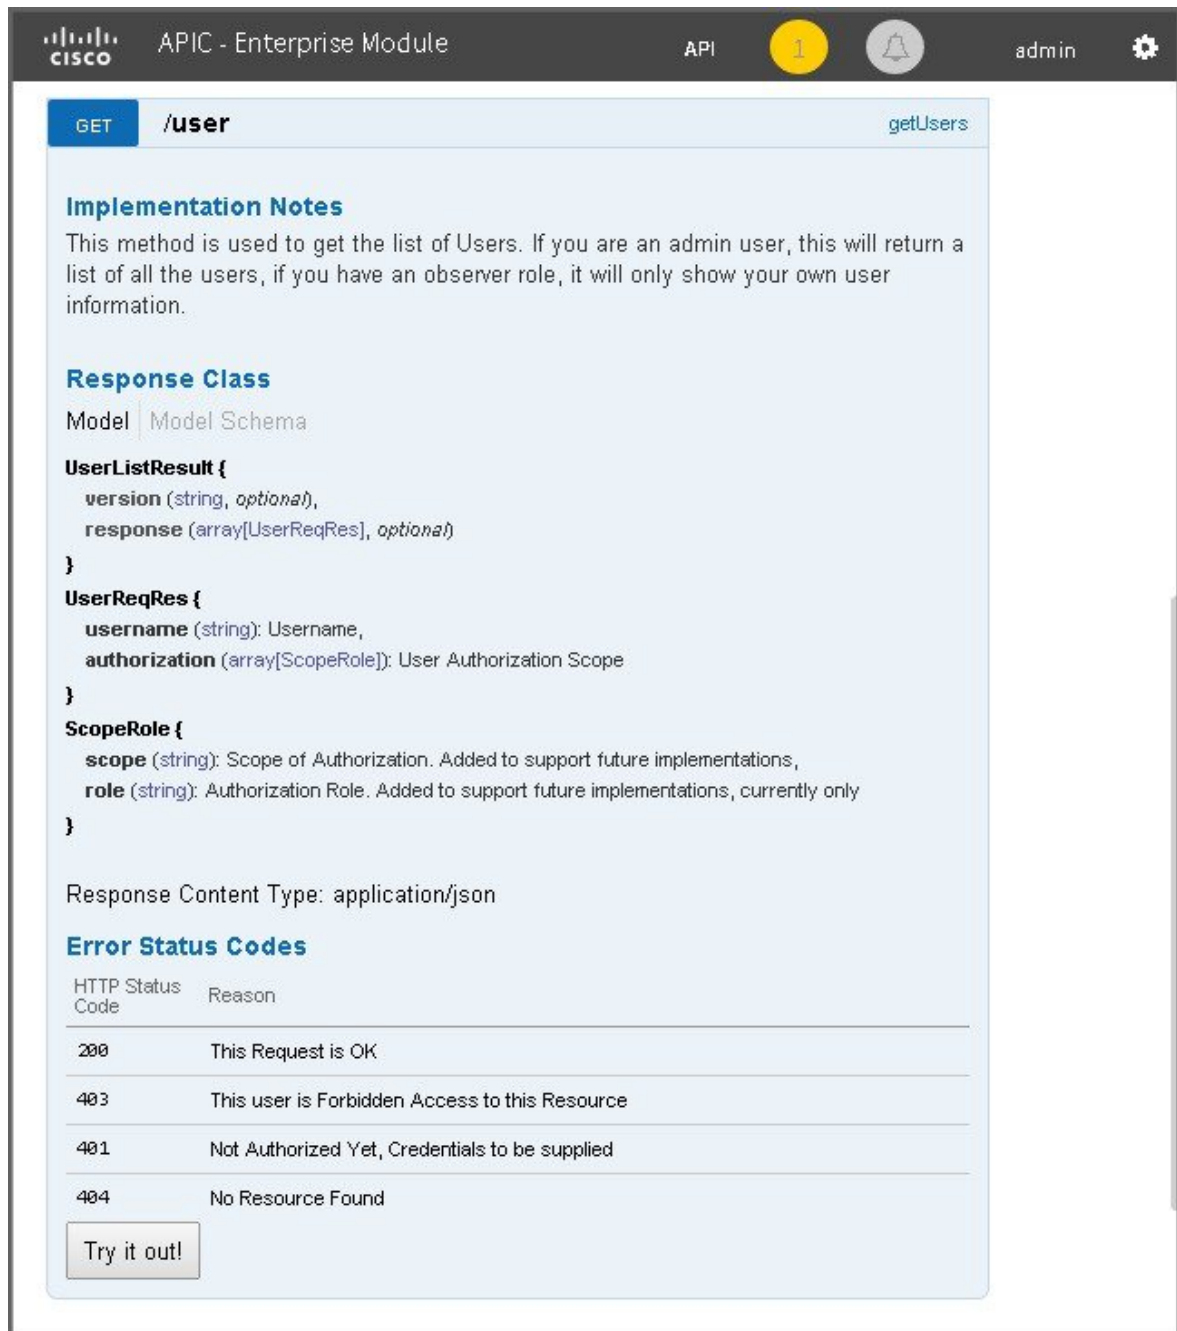 CISCO
APIC - Enterprise Module
API
1
admin
GET
/user
getUsers
Implementation Notes
This method is used to get the list of Users. If you are an admin user, this will return a
list of all the users, if you have an observer role, it will only show your own user
information.
Response Class
Model
Model Schema
UserListResult {
version (string, optional),
response (array[UserReqRes], optional)
}
UserReqRes {
username (string): Username,
authorization (array[ScopeRole]): User Authorization Scope
}
ScopeRole {
scope (string): Scope of Authorization. Added to support future implementations,
role (string): Authorization Role. Added to support future implementations, currently only
}
Response Content Type: application/json
Error Status Codes
HTTP Status
Code
Reason
200 This Request is OK
403 This user is Forbidden Access to this Resource
401 Not Authorized Yet, Credentials to be supplied
404 No Resource Found
Try it out!